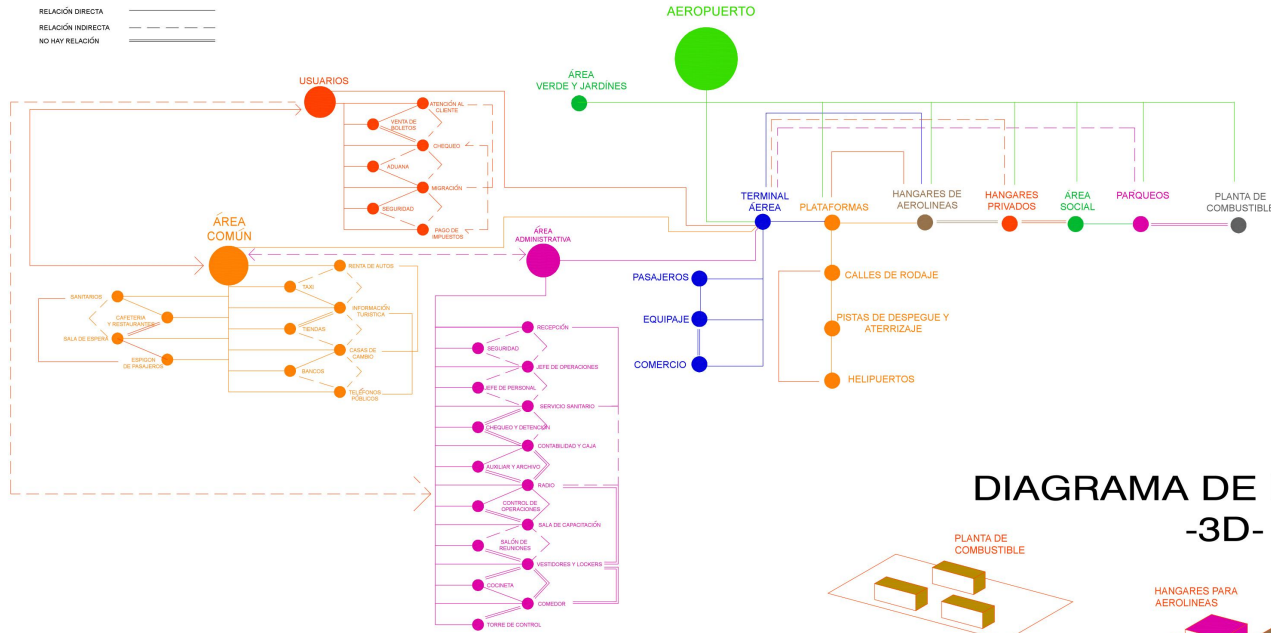 RELACIÓN DIRECTA
RELACIÓN INDIRECTA
NO HAY RELACIÓN
AEROPUERTO
ÁREA
VERDE Y JARDÍNES
USUARIOS
ATENCIÓN AL
CLIENTE
VENTA DE
BOLETOS
CHEQUEO
ADUANA
MIGRACIÓN
SEGURIDAD
PAGO DE
IMPUESTOS
TERMINAL
ÁEREA
PLATAFORMAS
HANGARES DE
AEROLINEAS
HANGARES
PRIVADOS
ÁREA
SOCIAL
PARQUEOS
PLANTA DE
COMBUSTIBLE
ÁREA
COMÚN
ÁREA
ADMINISTRATIVA
RENTA DE AUTOS
TAXI
INFORMACIÓN
TURISTICA
TIENDAS
CASAS DE
CAMBIO
BANCOS
TELÉFONOS
PÚBLICOS
SANITARIOS
CAFETERIA
Y RESTAURANTES
SALA DE ESPERA
ESPIGON
DE PASAJEROS
PASAJEROS
EQUIPAJE
COMERCIO
CALLES DE RODAJE
PISTAS DE DESPEGUE Y
ATERRIZAJE
HELIPUERTOS
RECEPCIÓN
SEGURIDAD
JEFE DE OPERACIONES
JEFE DE PERSONAL
SERVICIO SANITARIO
CHEQUEO Y DETENCIÓN
CONTABILIDAD Y CAJA
AUXILIAR Y ARCHIVO
RADIO
CONTROL DE
OPERACIONES
SALA DE CAPACITACIÓN
SALÓN DE
REUNIONES
VESTIDORES Y LOCKERS
COCINETA
COMEDOR
TORRE DE CONTROL
DIAGRAMA DE
-3D-
PLANTA DE
COMBUSTIBLE
HANGARES PARA
AEROLINEAS